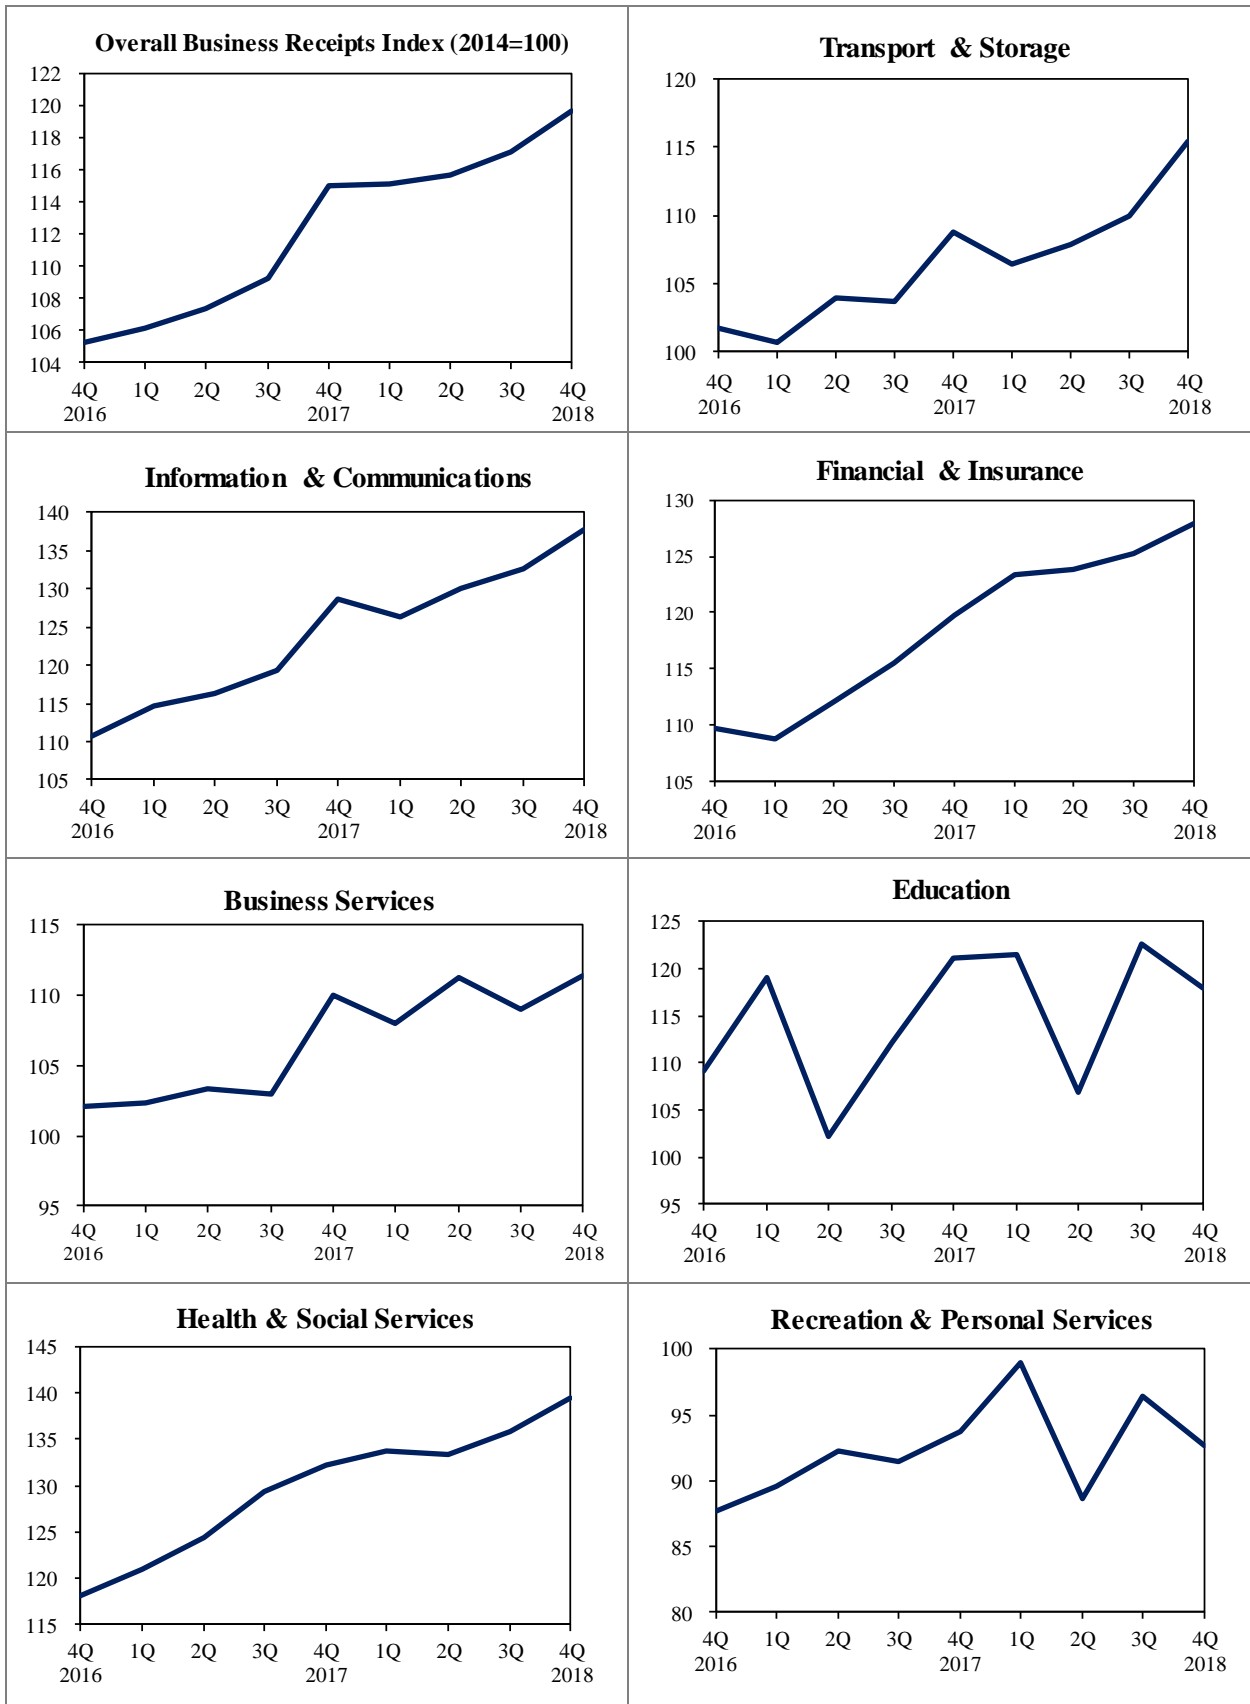 Overall Business Receipts Index (2014=100)
122
120
118
116
114
112
110
108
106
104
4Q 1Q 2Q 3Q 4Q 1Q 2Q 3Q 4Q
2016 2017 2018
Transport & Storage
120
115
110
105
100
4Q 1Q 2Q 3Q 4Q 1Q 2Q 3Q 4Q
2016 2017 2018
Information & Communications
140
135
130
125
120
115
110
105
4Q 1Q 2Q 3Q 4Q 1Q 2Q 3Q 4Q
2016 2017 2018
Financial & Insurance
130
125
120
115
110
105
4Q 1Q 2Q 3Q 4Q 1Q 2Q 3Q 4Q
2016 2017 2018
Business Services
115
110
105
100
95
4Q 1Q 2Q 3Q 4Q 1Q 2Q 3Q 4Q
2016 2017 2018
Education
125
120
115
110
105
100
95
4Q 1Q 2Q 3Q 4Q 1Q 2Q 3Q 4Q
2016 2017 2018
Health & Social Services
145
140
135
130
125
120
115
4Q 1Q 2Q 3Q 4Q 1Q 2Q 3Q 4Q
2016 2017 2018
Recreation & Personal Services
100
95
90
85
80
4Q 1Q 2Q 3Q 4Q 1Q 2Q 3Q 4Q
2016 2017 2018